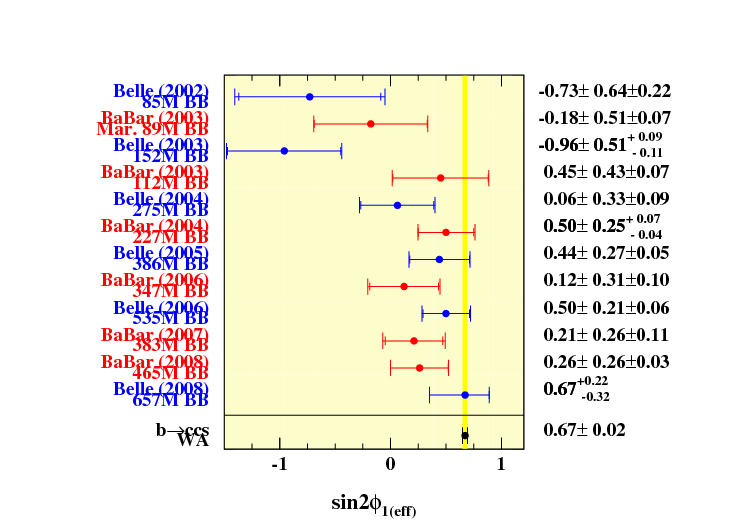 Belle (2002) -0.73± 0.64±0.22
85M BB
BaBar (2003) -0.18± 0.51±0.07
Mar. 89M BB
Belle (2003) -0.96± 0.51+ 0.09 - 0.11
152M BB
BaBar (2003) 0.45± 0.43±0.07
112M BB
Belle (2004) 0.06± 0.33±0.09
275M BB
BaBar (2004) 0.50± 0.25+ 0.07 - 0.04
227M BB
Belle (2005) 0.44± 0.27±0.05
386M BB
BaBar (2006) 0.12± 0.31±0.10
347M BB
Belle (2006) 0.50± 0.21±0.06
535M BB
BaBar (2007) 0.21± 0.26±0.11
383M BB
BaBar (2008) 0.26± 0.26±0.03
465M BB
Belle (2008) 0.67+0.22 -0.32
657M BB
b→ccs 0.67± 0.02
WA
-1 0 1
sin2ϕ1(eff)